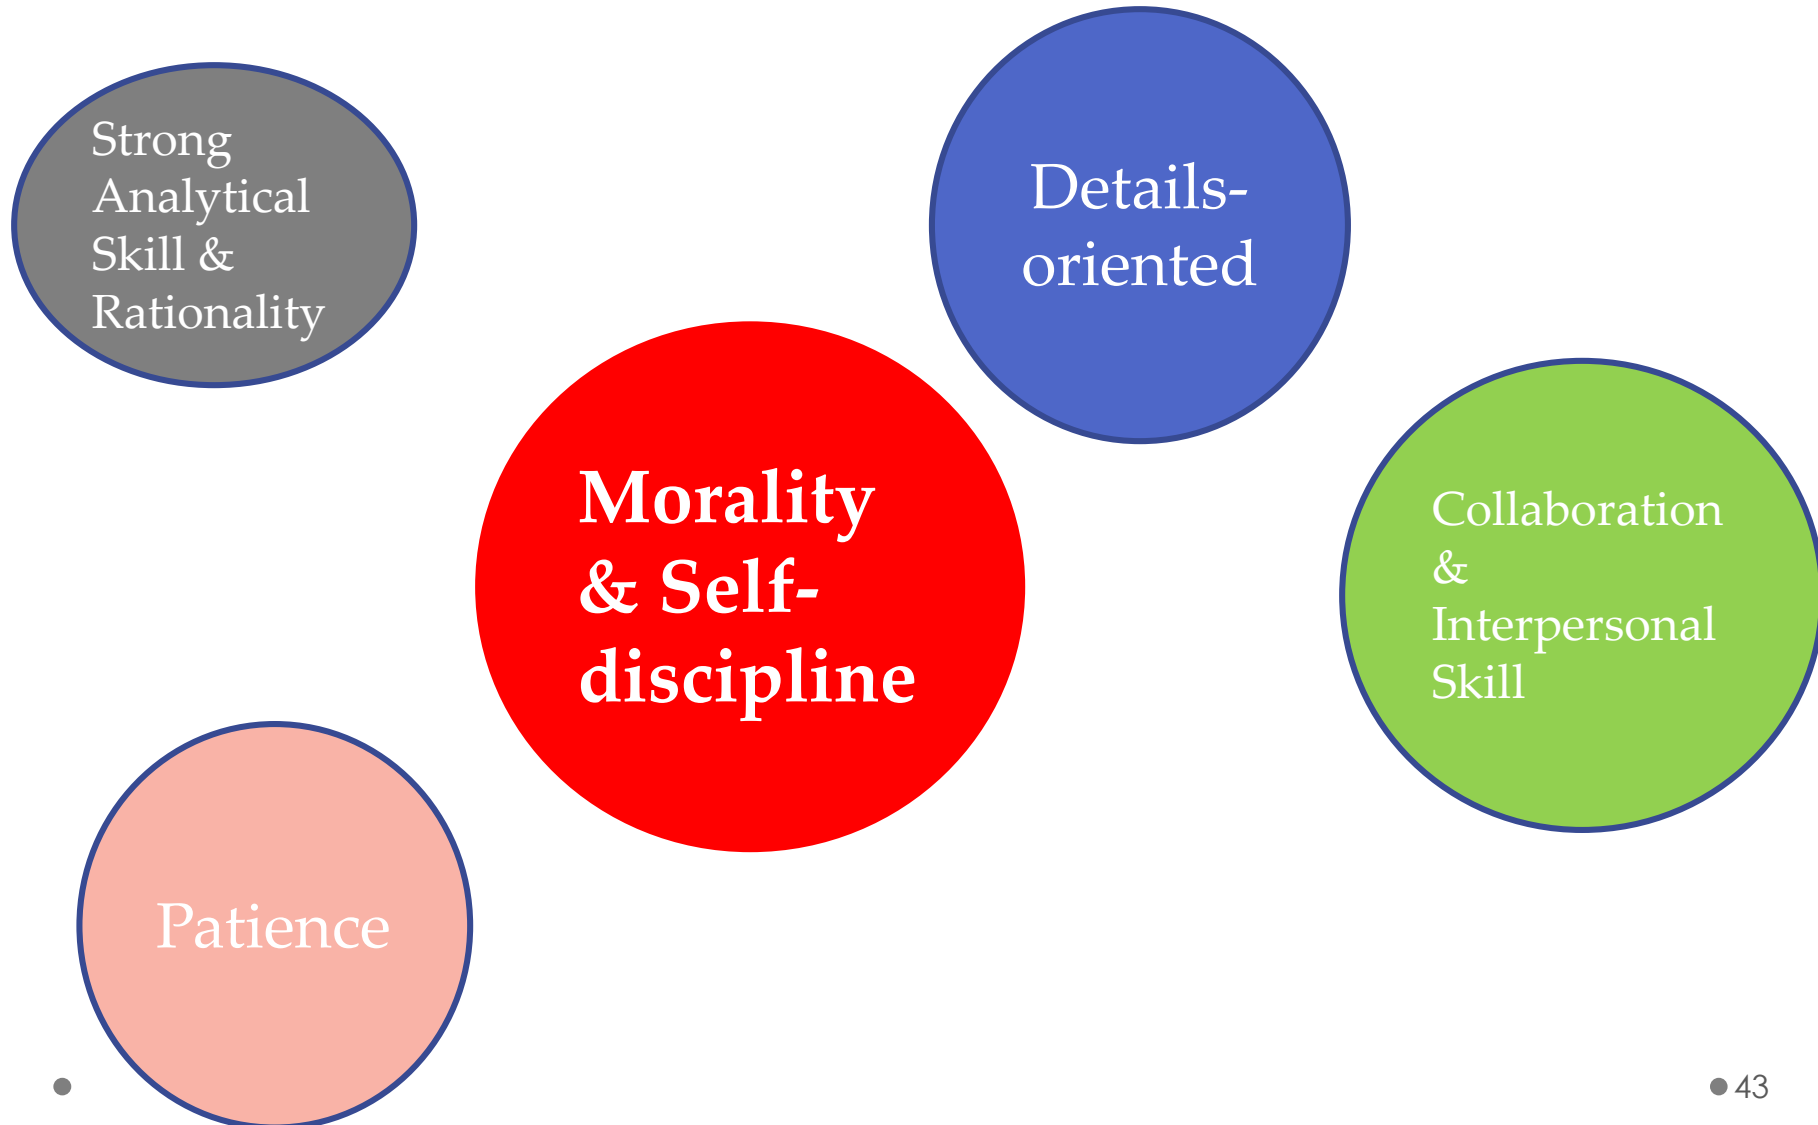 Strong
Analytical
Skill &
Rationality
Details-
oriented
Morality
& Self-
discipline
Collaboration
&
Interpersonal
Skill
Patience
43